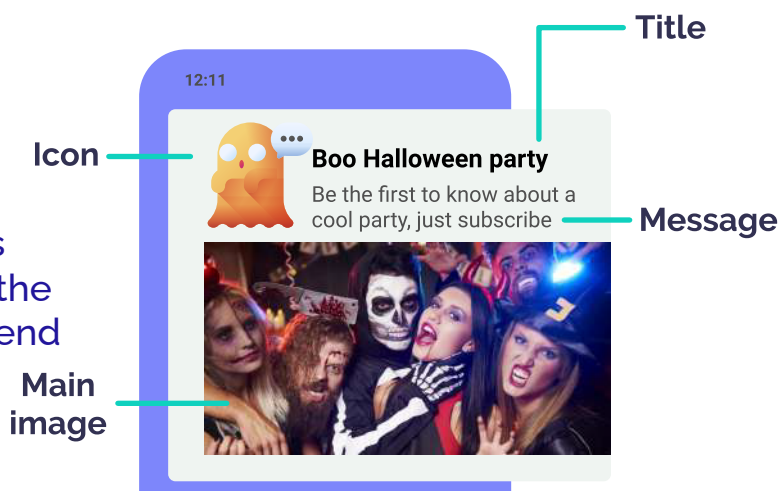 Title
12:11
Icon
Boo Halloween party
Be the first to know about a
cool party, just subscribe
Message
s
the
end
Main
image